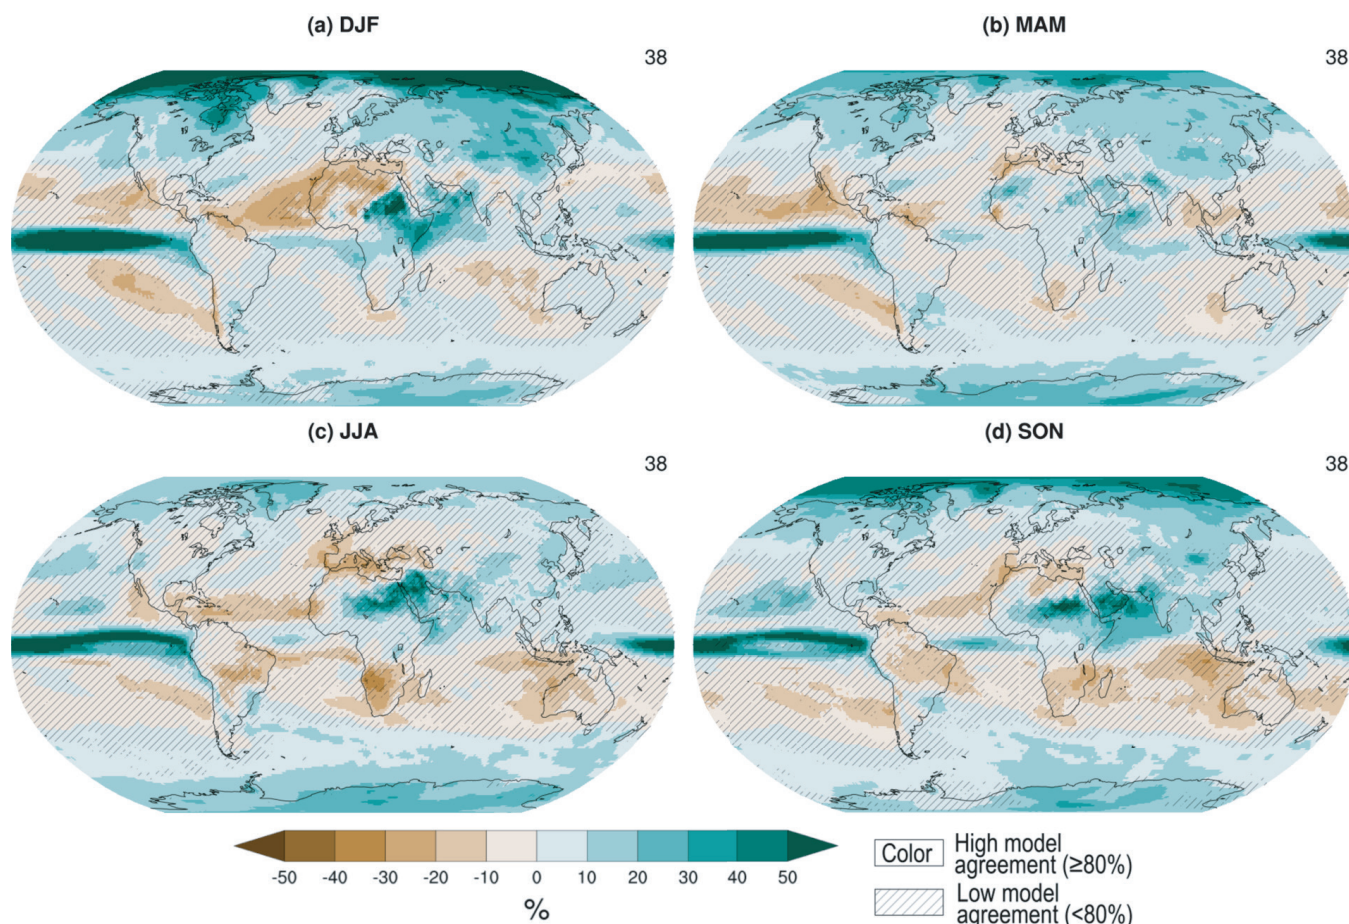 (a) DJF
(b) MAM
38
38
(c) JJA
(d) SON
38
38
-50 -40 -30 -20 -10 0 10 20 30 40 50
%
Color
High model
agreement (≥80%)
Low model
agreement (<80%)